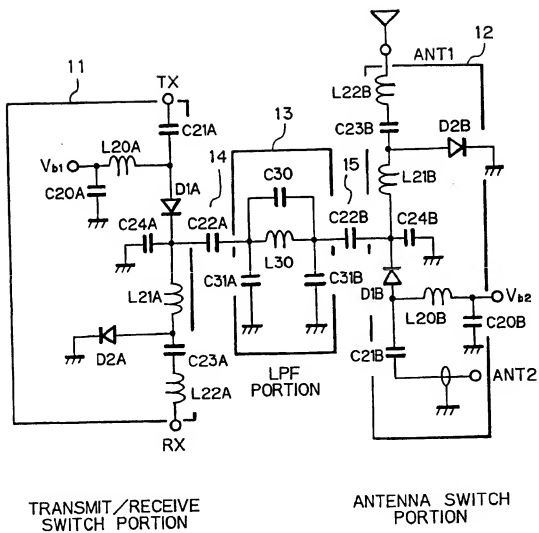 12
ANT1
11
TX
L22B
C21A
13
C23B
D2B
L20A
14
Vb1
15
C30
L21B
D1A
C20A
C24A
C22A
C22B
C24B
L30
L21A
C31A
C31B
D1B
Vb2
L20B
C20B
D2A
C23A
C21B
LPF
PORTION
L22A
ANT2
RX
TRANSMIT/RECEIVE
SWITCH PORTION
ANTENNA SWITCH
PORTION